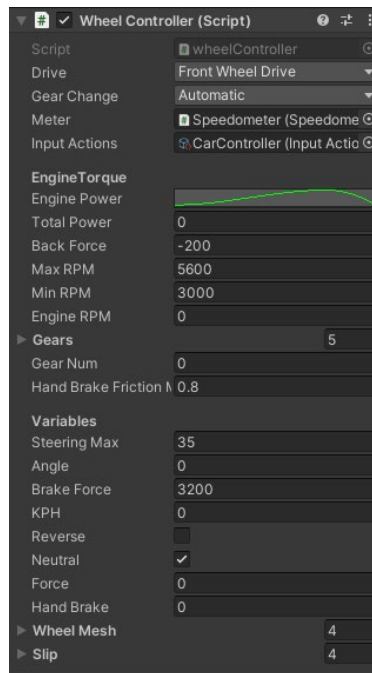 Wheel Controller (Script)
Script wheelController
Drive Front Wheel Drive
Gear Change Automatic
Meter Speedometer (Speedome
Input Actions CarController (Input Actio
EngineTorque
Engine Power
Total Power 0
Back Force -200
Max RPM 5600
Min RPM 3000
Engine RPM 0
Gears 5
Gear Num 0
Hand Brake Friction M 0.8
Variables
Steering Max 35
Angle 0
Brake Force 3200
KPH 0
Reverse
Neutral
Force 0
Hand Brake 0
Wheel Mesh 4
Slip 4